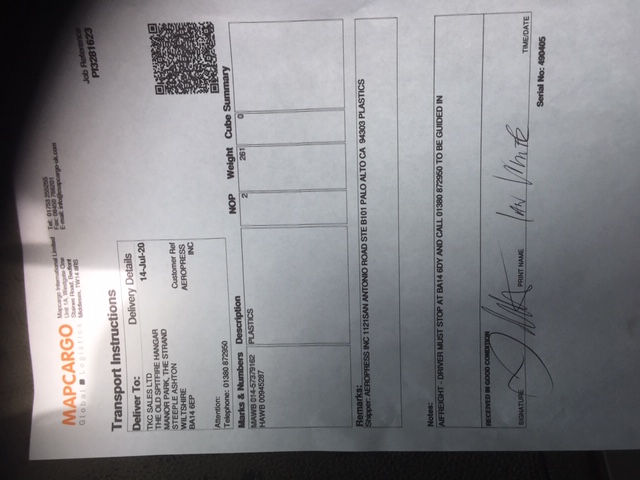 MAPCARGO
Global Logistics
Mapcargo International Limited
Unit 1A, Westgate One
Staines Road, Bedfont
Middlesex, TW14 8RS
Tel: 01753 255255
Fax: 08450 768201
E-mail: info@mapcargo-uk.com
Job Reference
PI3281623
Transport Instructions
Deliver To:
Delivery Details
14-Jul-20
TKC SALES LTD
THE OLD SPITFIRE HANGAR
MANOR PARK, THE STRAND
STEEPLE ASHTON
WILTSHIRE
BA14 6EP
Customer Ref
AEROPRESS
INC
Attention:
Telephone: 01380 872950
Marks & Numbers Description NOP Weight Cube Summary
MAWB 014-57379162 PLASTICS 2 261 0
HAWB 00945287
Remarks:
Shipper: AEROPRESS INC 1121SAN ANTONIO ROAD STE B101 PALO ALTO CA 94303 PLASTICS
Notes:
AIFREIGHT - DRIVER MUST STOP AT BA14 6DY AND CALL 01380 872950 TO BE GUIDED IN
RECEIVED IN GOOD CONDITION
SIGNATURE PRINT NAME IAN WHITE TIME/DATE
Serial No: 490405